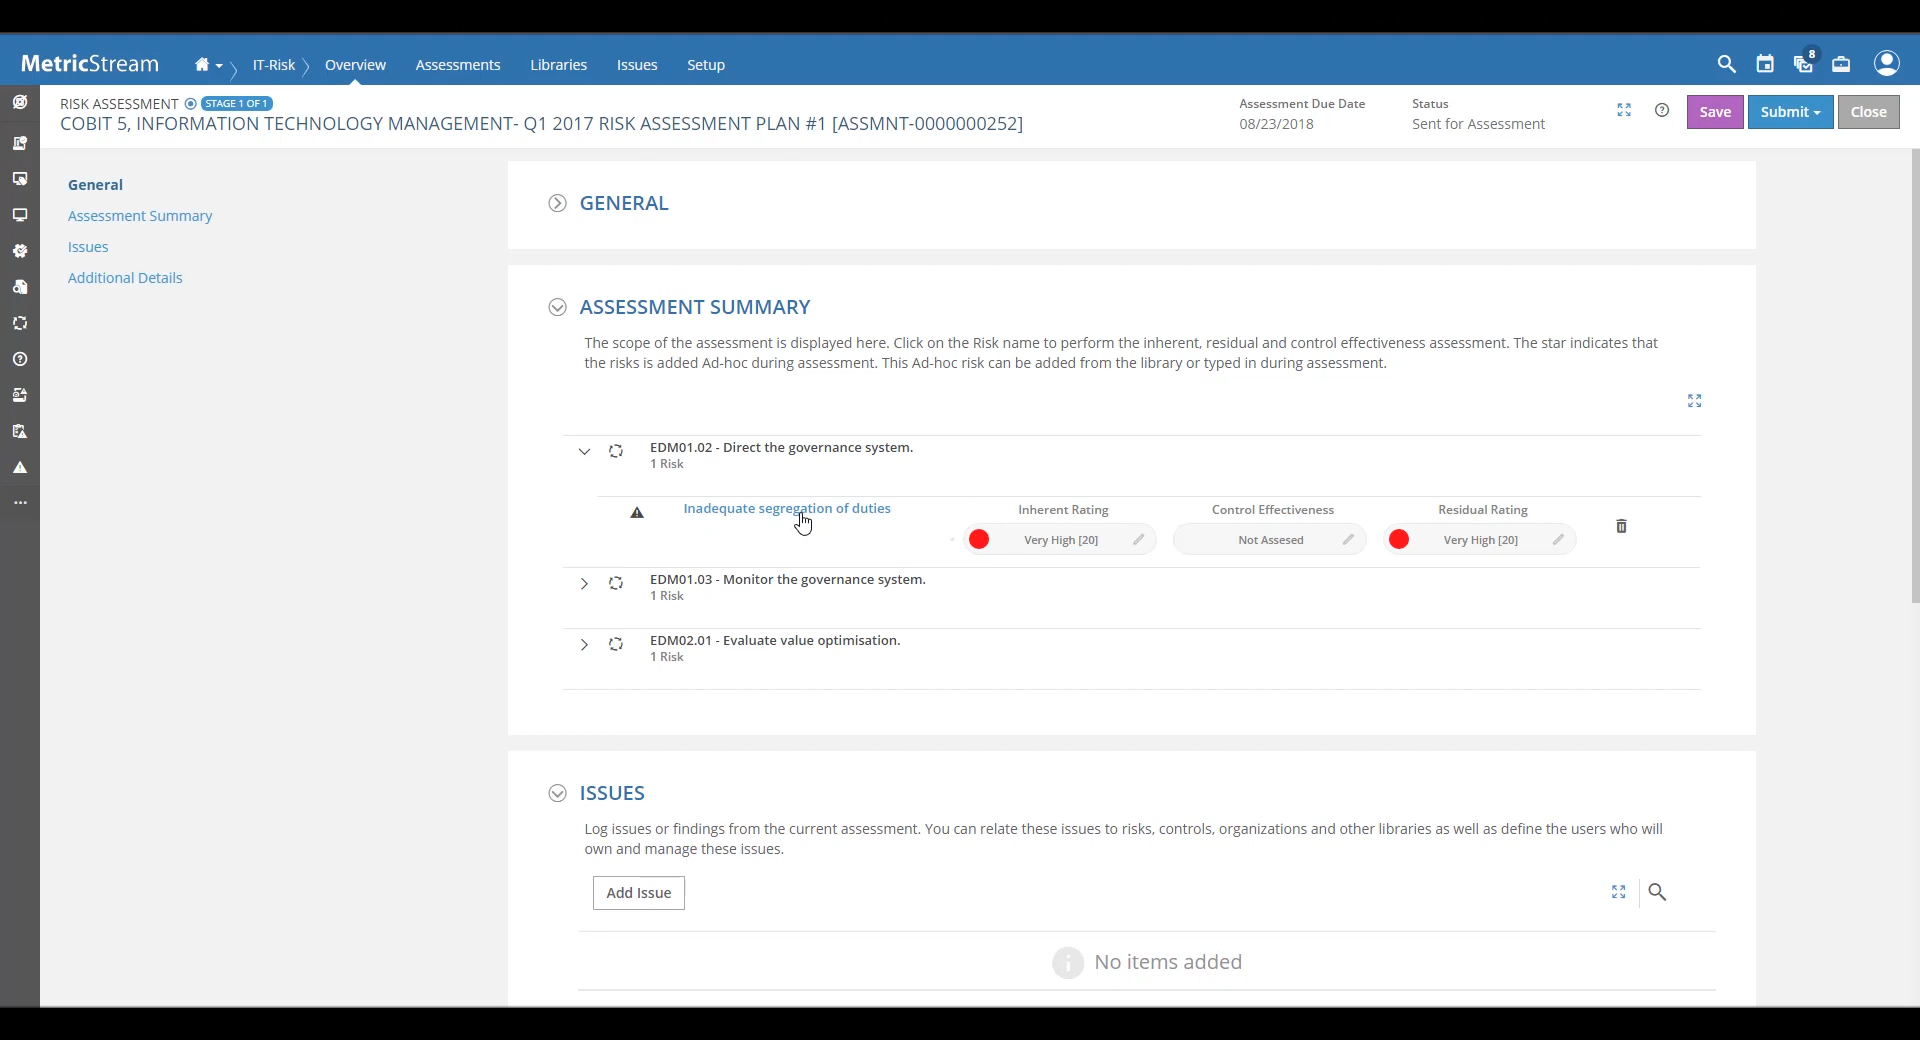 MetricStream
IT-Risk
Overview
Assessments
Libraries
Issues
Setup
8
RISK ASSESSMENT STAGE 1 OF 1
COBIT 5, INFORMATION TECHNOLOGY MANAGEMENT- Q1 2017 RISK ASSESSMENT PLAN #1 [ASSMNT-0000000252]
Assessment Due Date
08/23/2018
Status
Sent for Assessment
Save
Submit
Close
General
Assessment Summary
Issues
Additional Details
GENERAL
ASSESSMENT SUMMARY
The scope of the assessment is displayed here. Click on the Risk name to perform the inherent, residual and control effectiveness assessment. The star indicates that
the risks is added Ad-hoc during assessment. This Ad-hoc risk can be added from the library or typed in during assessment.
EDM01.02 - Direct the governance system.
1 Risk
Inadequate segregation of duties
Inherent Rating
Very High [20]
Control Effectiveness
Not Assesed
Residual Rating
Very High [20]
EDM01.03 - Monitor the governance system.
1 Risk
EDM02.01 - Evaluate value optimisation.
1 Risk
ISSUES
Log issues or findings from the current assessment. You can relate these issues to risks, controls, organizations and other libraries as well as define the users who will
own and manage these issues.
Add Issue
No items added